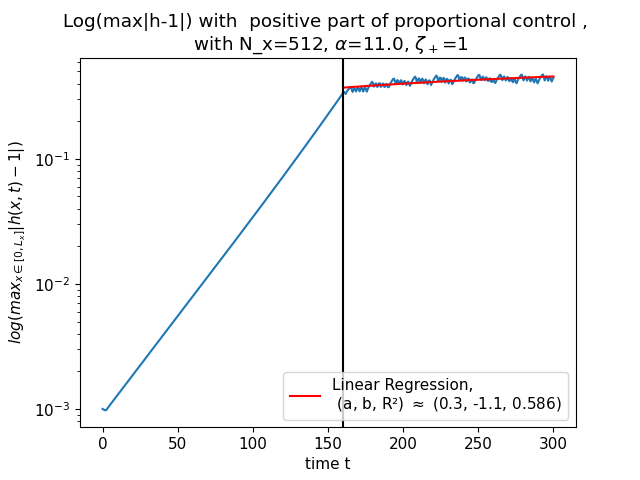 Log(max|h-1|) with  positive part of proportional control ,
with N_x=512, α=11.0, ζ₊=1
log(max_{x∈[0,L_x]}|h(x, t) − 1|)
10⁻¹
10⁻²
10⁻³
Linear Regression,
(a, b, R²) ≈ (0.3, -1.1, 0.586)
0 50 100 150 200 250 300
time t